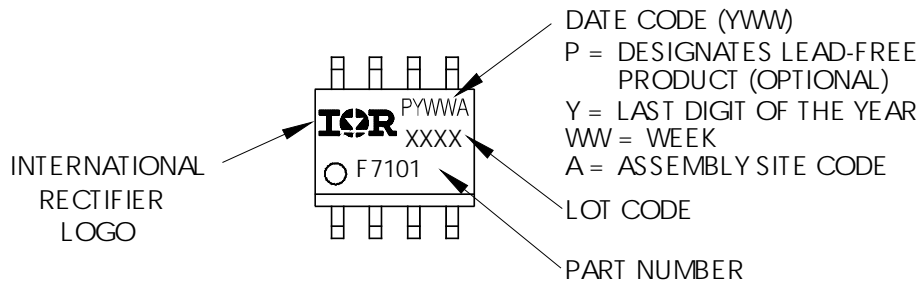 DATE CODE (YWW)
P = DESIGNATES LEAD-FREE
PRODUCT (OPTIONAL)
Y = LAST DIGIT OF THE YEAR
WW = WEEK
A = ASSEMBLY SITE CODE
IOR
PYWWA
XXXX
F7101
INTERNATIONAL
RECTIFIER
LOGO
LOT CODE
PART NUMBER